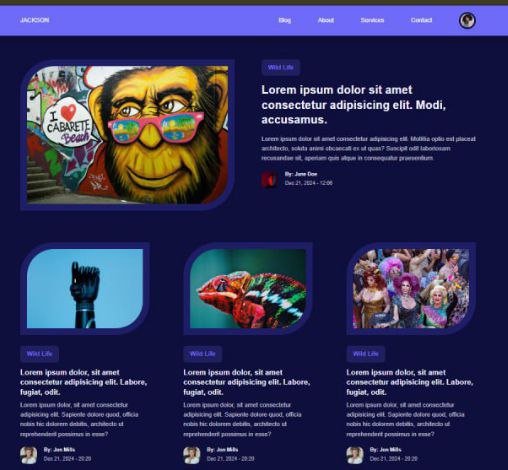 JACKSON
Blog
About
Services
Contact
I
CABARETE
Beach
Wild Life
Lorem ipsum dolor sit amet
consectetur adipisicing elit. Modi,
accusamus.
Lorem ipsum dolor sit amet consectetur adipisicing elit. Mollitia optio est placeat
architecto, soluta animi obcaecati ex ut quas? Suscipit odit laboriosam
recusandae sit, aperiam quis atque in consequatur praesentium.
By: Jane Doe
Dec 21, 2024 - 12:06
Wild Life
Lorem ipsum dolor, sit amet
consectetur adipisicing elit. Labore,
fugiat, odit.
Lorem ipsum dolor, sit amet consectetur
adipisicing elit. Sapiente dolore quod, officia
nobis hic dolorem debitis, architecto ut
reprehenderit possimus in esse?
By: Jon Mills
Dec 21, 2024 - 20:20
Wild Life
Lorem ipsum dolor, sit amet
consectetur adipisicing elit. Labore,
fugiat, odit.
Lorem ipsum dolor, sit amet consectetur
adipisicing elit. Sapiente dolore quod, officia
nobis hic dolorem debitis, architecto ut
reprehenderit possimus in esse?
By: Jon Mills
Dec 21, 2024 - 20:20
Wild Life
Lorem ipsum dolor, sit amet
consectetur adipisicing elit. Labore,
fugiat, odit.
Lorem ipsum dolor, sit amet consectetur
adipisicing elit. Sapiente dolore quod, officia
nobis hic dolorem debitis, architecto ut
reprehenderit possimus in esse?
By: Jon Mills
Dec 21, 2024 - 20:20